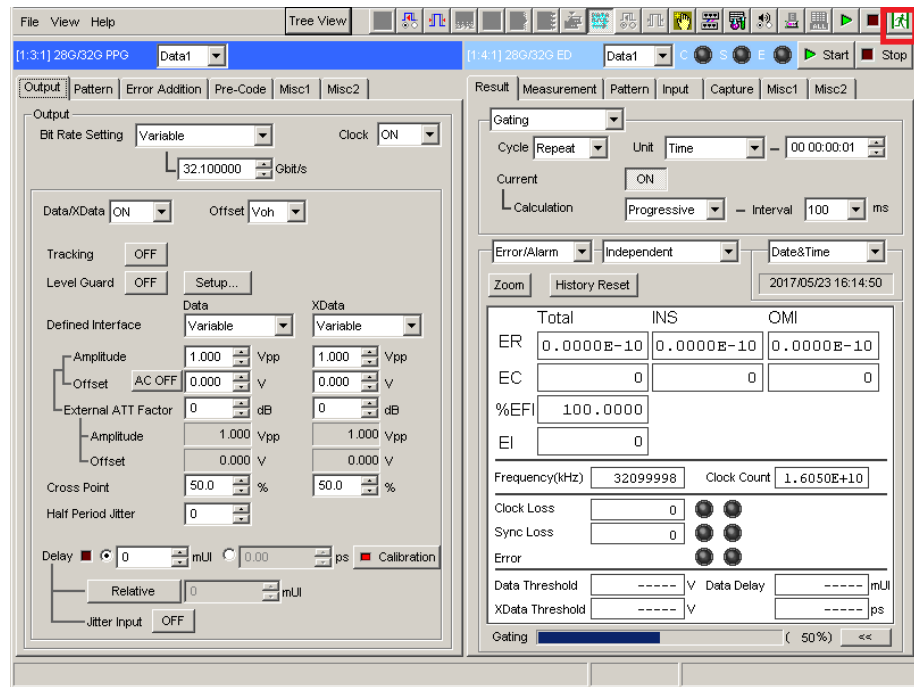 File View Help Tree View
[1:3:1] 28G/32G PPG Data1
[1:4:1] 28G/32G ED Data1 C S E Start Stop
Output Pattern Error Addition Pre-Code Misc1 Misc2
Output
Bit Rate Setting Variable Clock ON
32.100000 Gbit/s
Data/XData ON Offset Voh
Tracking OFF
Level Guard OFF Setup...
Data XData
Defined Interface Variable Variable
Amplitude 1.000 Vpp 1.000 Vpp
Offset AC OFF 0.000 V 0.000 V
External ATT Factor 0 dB 0 dB
Amplitude 1.000 Vpp 1.000 Vpp
Offset 0.000 V 0.000 V
Cross Point 50.0 % 50.0 %
Half Period Jitter 0
Delay 0 mUI 0.00 ps Calibration
Relative 0 mUI
Jitter Input OFF
Result Measurement Pattern Input Capture Misc1 Misc2
Gating
Cycle Repeat Unit Time – 00 00:00:01
Current ON
Calculation Progressive – Interval 100 ms
Error/Alarm Independent Date&Time
Zoom History Reset 2017/05/23 16:14:50
Total INS OMI
ER 0.0000E-10 0.0000E-10 0.0000E-10
EC 0 0 0
%EFI 100.0000
EI 0
Frequency(kHz) 32099998 Clock Count 1.6050E+10
Clock Loss 0
Sync Loss 0
Error
Data Threshold ----- V Data Delay ----- mUI
XData Threshold ----- V ----- ps
Gating ( 50%) <<